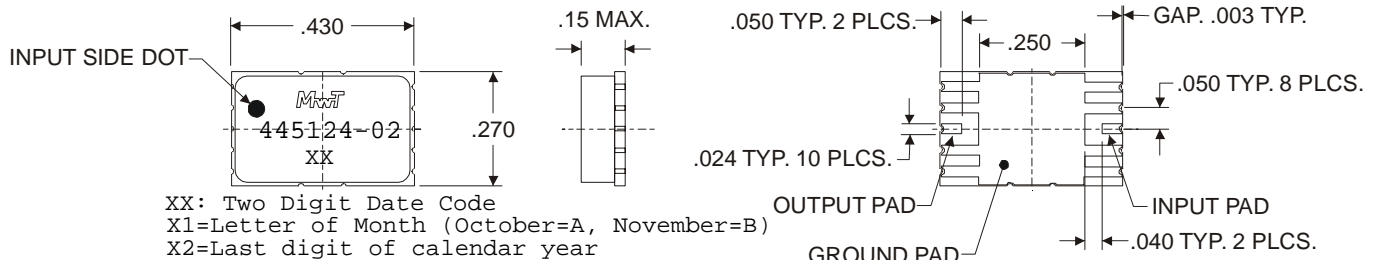 .430
.15 MAX.
.050 TYP. 2 PLCS.
GAP. .003 TYP.
.250
INPUT SIDE DOT
MwT
445124-02
XX
.270
.050 TYP. 8 PLCS.
.024 TYP. 10 PLCS.
OUTPUT PAD
INPUT PAD
GROUND PAD
.040 TYP. 2 PLCS.
XX: Two Digit Date Code
X1=Letter of Month (October=A, November=B)
X2=Last digit of calendar year